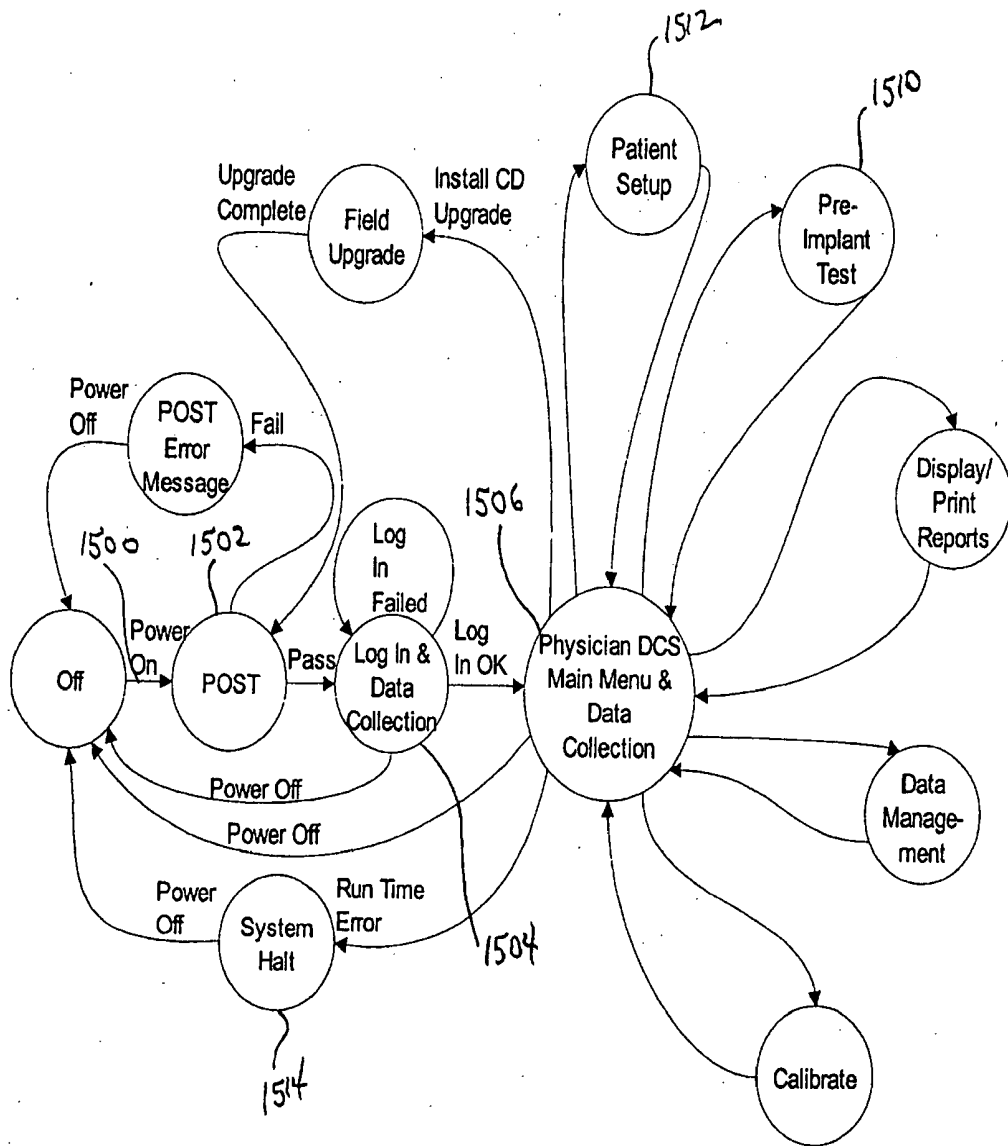 1512
1510
Patient
Setup
Pre-
Implant
Test
Upgrade
Complete
Field
Upgrade
Install CD
Upgrade
Power
Off
POST
Error
Message
Fail
Display/
Print
Reports
1500
1502
1506
Log
In
Failed
Off
Power
On
POST
Pass
Log In &
Data
Collection
Log
In OK
Physician DCS
Main Menu &
Data
Collection
Power Off
Power Off
Data
Manage-
ment
Power
Off
System
Halt
Run Time
Error
1504
1514
Calibrate